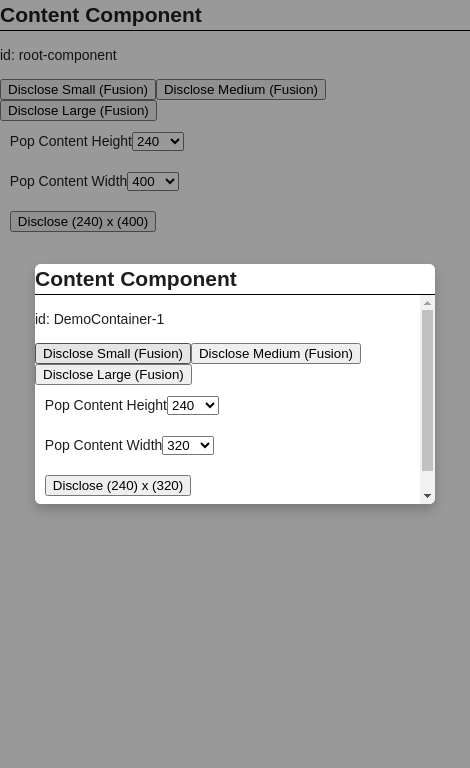 Content Component
id: root-component
Disclose Small (Fusion) Disclose Medium (Fusion)
Disclose Large (Fusion)
Pop Content Height 240
Pop Content Width 400
Disclose (240) x (400)
Content Component
id: DemoContainer-1
Disclose Small (Fusion) Disclose Medium (Fusion)
Disclose Large (Fusion)
Pop Content Height 240
Pop Content Width 320
Disclose (240) x (320)